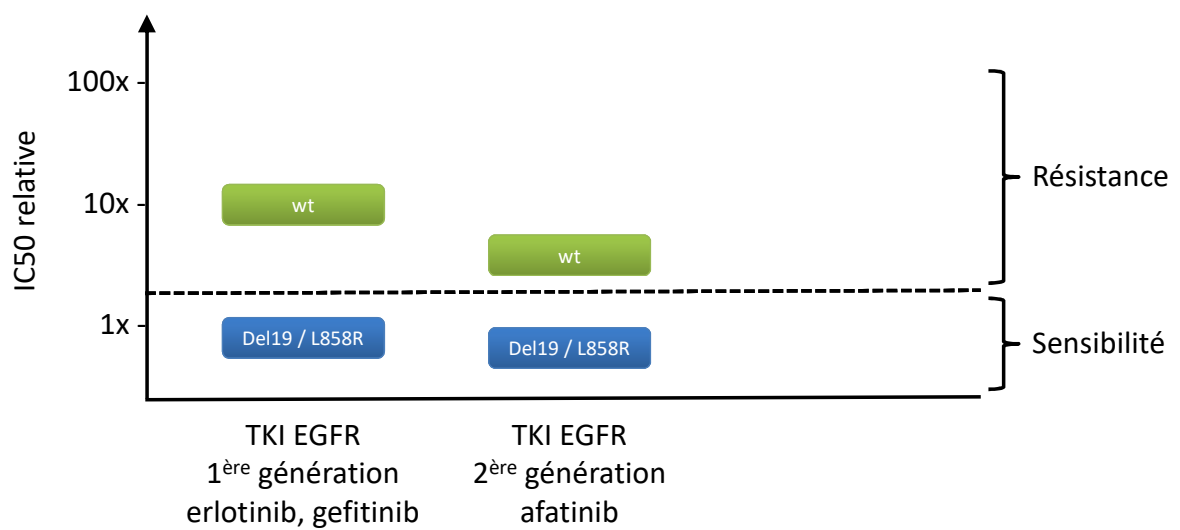 IC50 relative
100x
10x
1x
wt
wt
Del19 / L858R
Del19 / L858R
Résistance
Sensibilité
TKI EGFR
1ère génération
erlotinib, gefitinib
TKI EGFR
2ère génération
afatinib